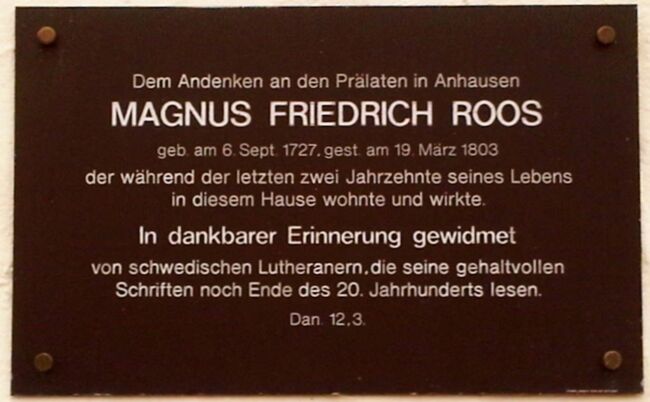 Dem Andenken an den Prälaten in Anhausen
MAGNUS FRIEDRICH ROOS
geb. am 6. Sept. 1727, gest. am 19. März 1803
der während der letzten zwei Jahrzehnte seines Lebens
in diesem Hause wohnte und wirkte.
In dankbarer Erinnerung gewidmet
von schwedischen Lutheranern, die seine gehaltvollen
Schriften noch Ende des 20. Jahrhunderts lesen.
Dan. 12,3.